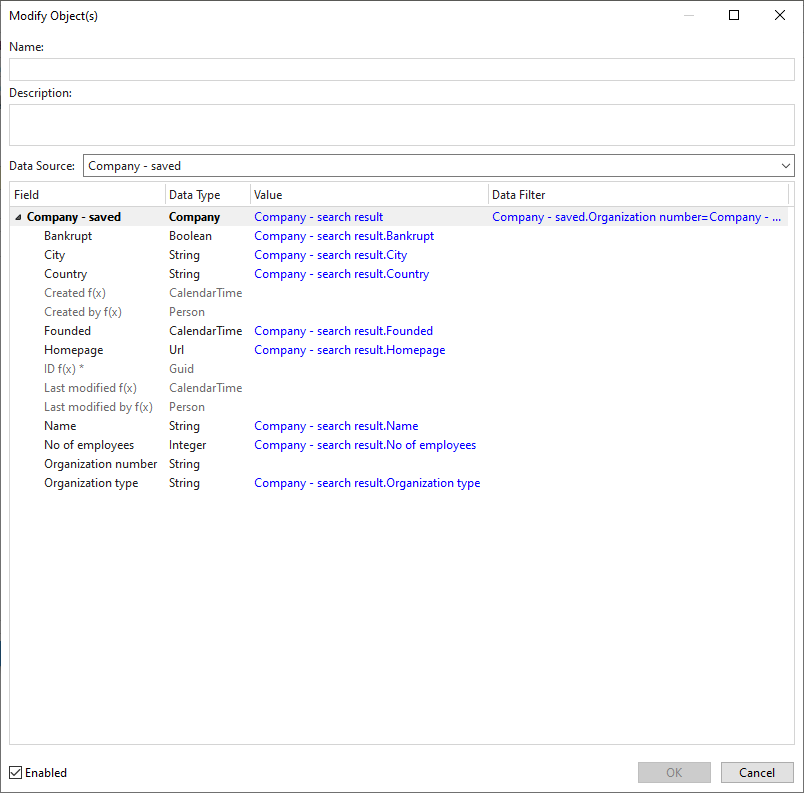 Modify Object(s)
Name:
Description:
Data Source: Company - saved
Field Data Type Value Data Filter
Company - saved Company Company - search result Company - saved.Organization number=Company - ...
Bankrupt Boolean Company - search result.Bankrupt
City String Company - search result.City
Country String Company - search result.Country
Created f(x) CalendarTime
Created by f(x) Person
Founded CalendarTime Company - search result.Founded
Homepage Url Company - search result.Homepage
ID f(x) * Guid
Last modified f(x) CalendarTime
Last modified by f(x) Person
Name String Company - search result.Name
No of employees Integer Company - search result.No of employees
Organization number String
Organization type String Company - search result.Organization type
Enabled OK Cancel